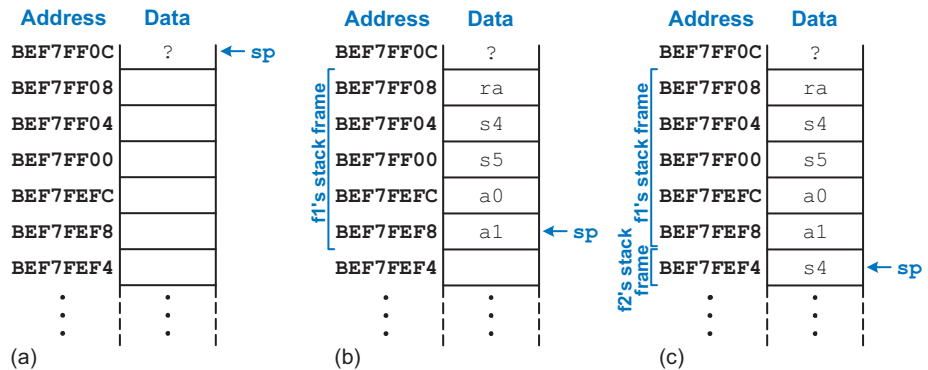 Address Data
BEF7FF0C ? sp
BEF7FF08
BEF7FF04
BEF7FF00
BEF7FEFC
BEF7FEF8
BEF7FEF4
(a)
Address Data
BEF7FF0C ?
BEF7FF08 ra
BEF7FF04 s4
BEF7FF00 s5
BEF7FEFC a0
BEF7FEF8 a1 sp
BEF7FEF4
f1's stack frame
(b)
Address Data
BEF7FF0C ?
BEF7FF08 ra
BEF7FF04 s4
BEF7FF00 s5
BEF7FEFC a0
BEF7FEF8 a1
BEF7FEF4 s4 sp
f1's stack frame
f2's stack
frame
(c)